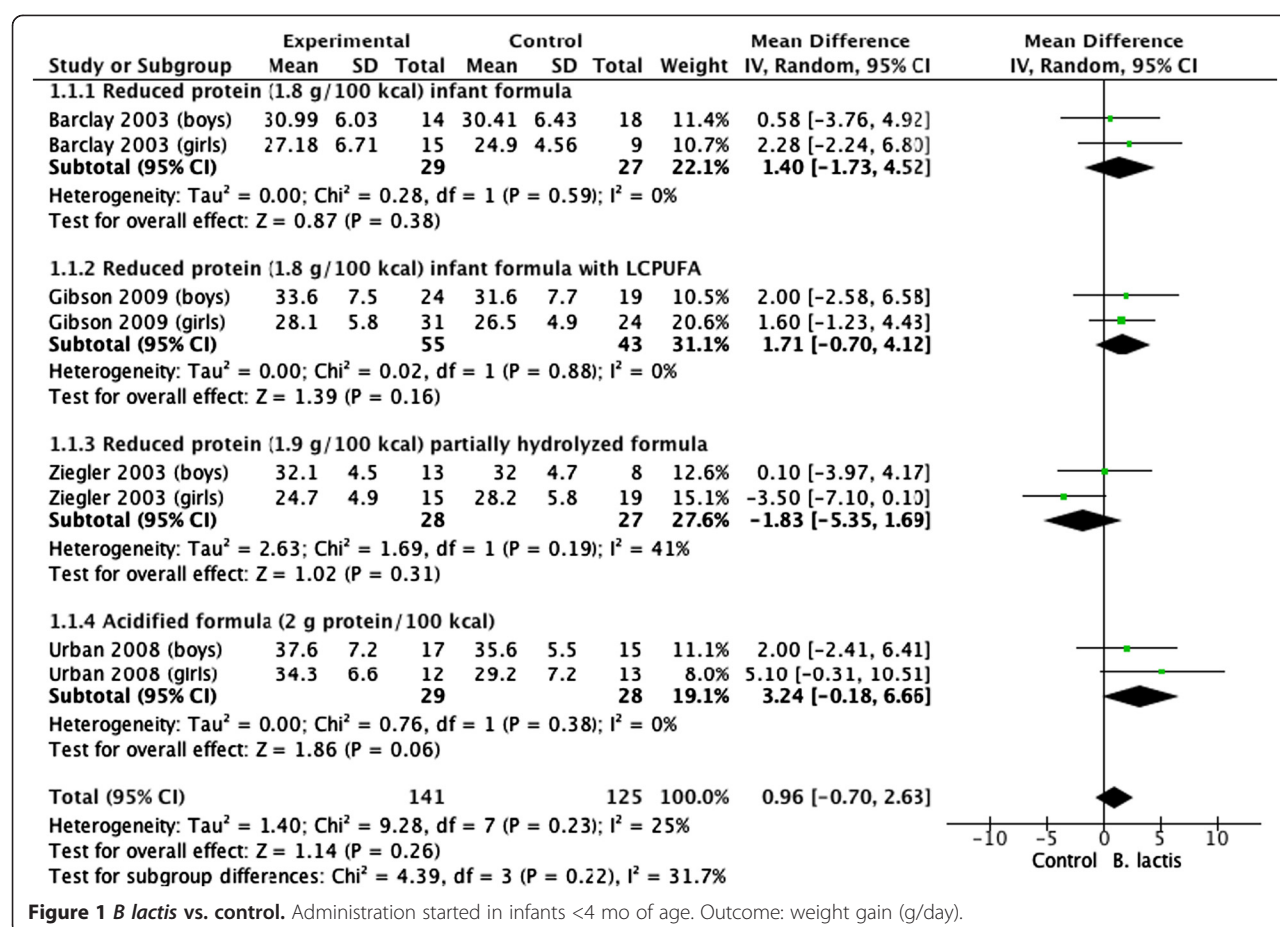 Experimental Control Mean Difference Mean Difference
Study or Subgroup Mean SD Total Mean SD Total Weight IV, Random, 95% CI IV, Random, 95% CI
1.1.1 Reduced protein (1.8 g/100 kcal) infant formula
Barclay 2003 (boys) 30.99 6.03 14 30.41 6.43 18 11.4% 0.58 [-3.76, 4.92]
Barclay 2003 (girls) 27.18 6.71 15 24.9 4.56 9 10.7% 2.28 [-2.24, 6.80]
Subtotal (95% CI) 29 27 22.1% 1.40 [-1.73, 4.52]
Heterogeneity: Tau² = 0.00; Chi² = 0.28, df = 1 (P = 0.59); I² = 0%
Test for overall effect: Z = 0.87 (P = 0.38)
1.1.2 Reduced protein (1.8 g/100 kcal) infant formula with LCPUFA
Gibson 2009 (boys) 33.6 7.5 24 31.6 7.7 19 10.5% 2.00 [-2.58, 6.58]
Gibson 2009 (girls) 28.1 5.8 31 26.5 4.9 24 20.6% 1.60 [-1.23, 4.43]
Subtotal (95% CI) 55 43 31.1% 1.71 [-0.70, 4.12]
Heterogeneity: Tau² = 0.00; Chi² = 0.02, df = 1 (P = 0.88); I² = 0%
Test for overall effect: Z = 1.39 (P = 0.16)
1.1.3 Reduced protein (1.9 g/100 kcal) partially hydrolyzed formula
Ziegler 2003 (boys) 32.1 4.5 13 32 4.7 8 12.6% 0.10 [-3.97, 4.17]
Ziegler 2003 (girls) 24.7 4.9 15 28.2 5.8 19 15.1% -3.50 [-7.10, 0.10]
Subtotal (95% CI) 28 27 27.6% -1.83 [-5.35, 1.69]
Heterogeneity: Tau² = 2.63; Chi² = 1.69, df = 1 (P = 0.19); I² = 41%
Test for overall effect: Z = 1.02 (P = 0.31)
1.1.4 Acidified formula (2 g protein/100 kcal)
Urban 2008 (boys) 37.6 7.2 17 35.6 5.5 15 11.1% 2.00 [-2.41, 6.41]
Urban 2008 (girls) 34.3 6.6 12 29.2 7.2 13 8.0% 5.10 [-0.31, 10.51]
Subtotal (95% CI) 29 28 19.1% 3.24 [-0.18, 6.66]
Heterogeneity: Tau² = 0.00; Chi² = 0.76, df = 1 (P = 0.38); I² = 0%
Test for overall effect: Z = 1.86 (P = 0.06)
Total (95% CI) 141 125 100.0% 0.96 [-0.70, 2.63]
Heterogeneity: Tau² = 1.40; Chi² = 9.28, df = 7 (P = 0.23); I² = 25%
Test for overall effect: Z = 1.14 (P = 0.26)
Test for subgroup differences: Chi² = 4.39, df = 3 (P = 0.22), I² = 31.7%
-10 -5 0 5 10
Control B. lactis
Figure 1 B lactis vs. control. Administration started in infants <4 mo of age. Outcome: weight gain (g/day).